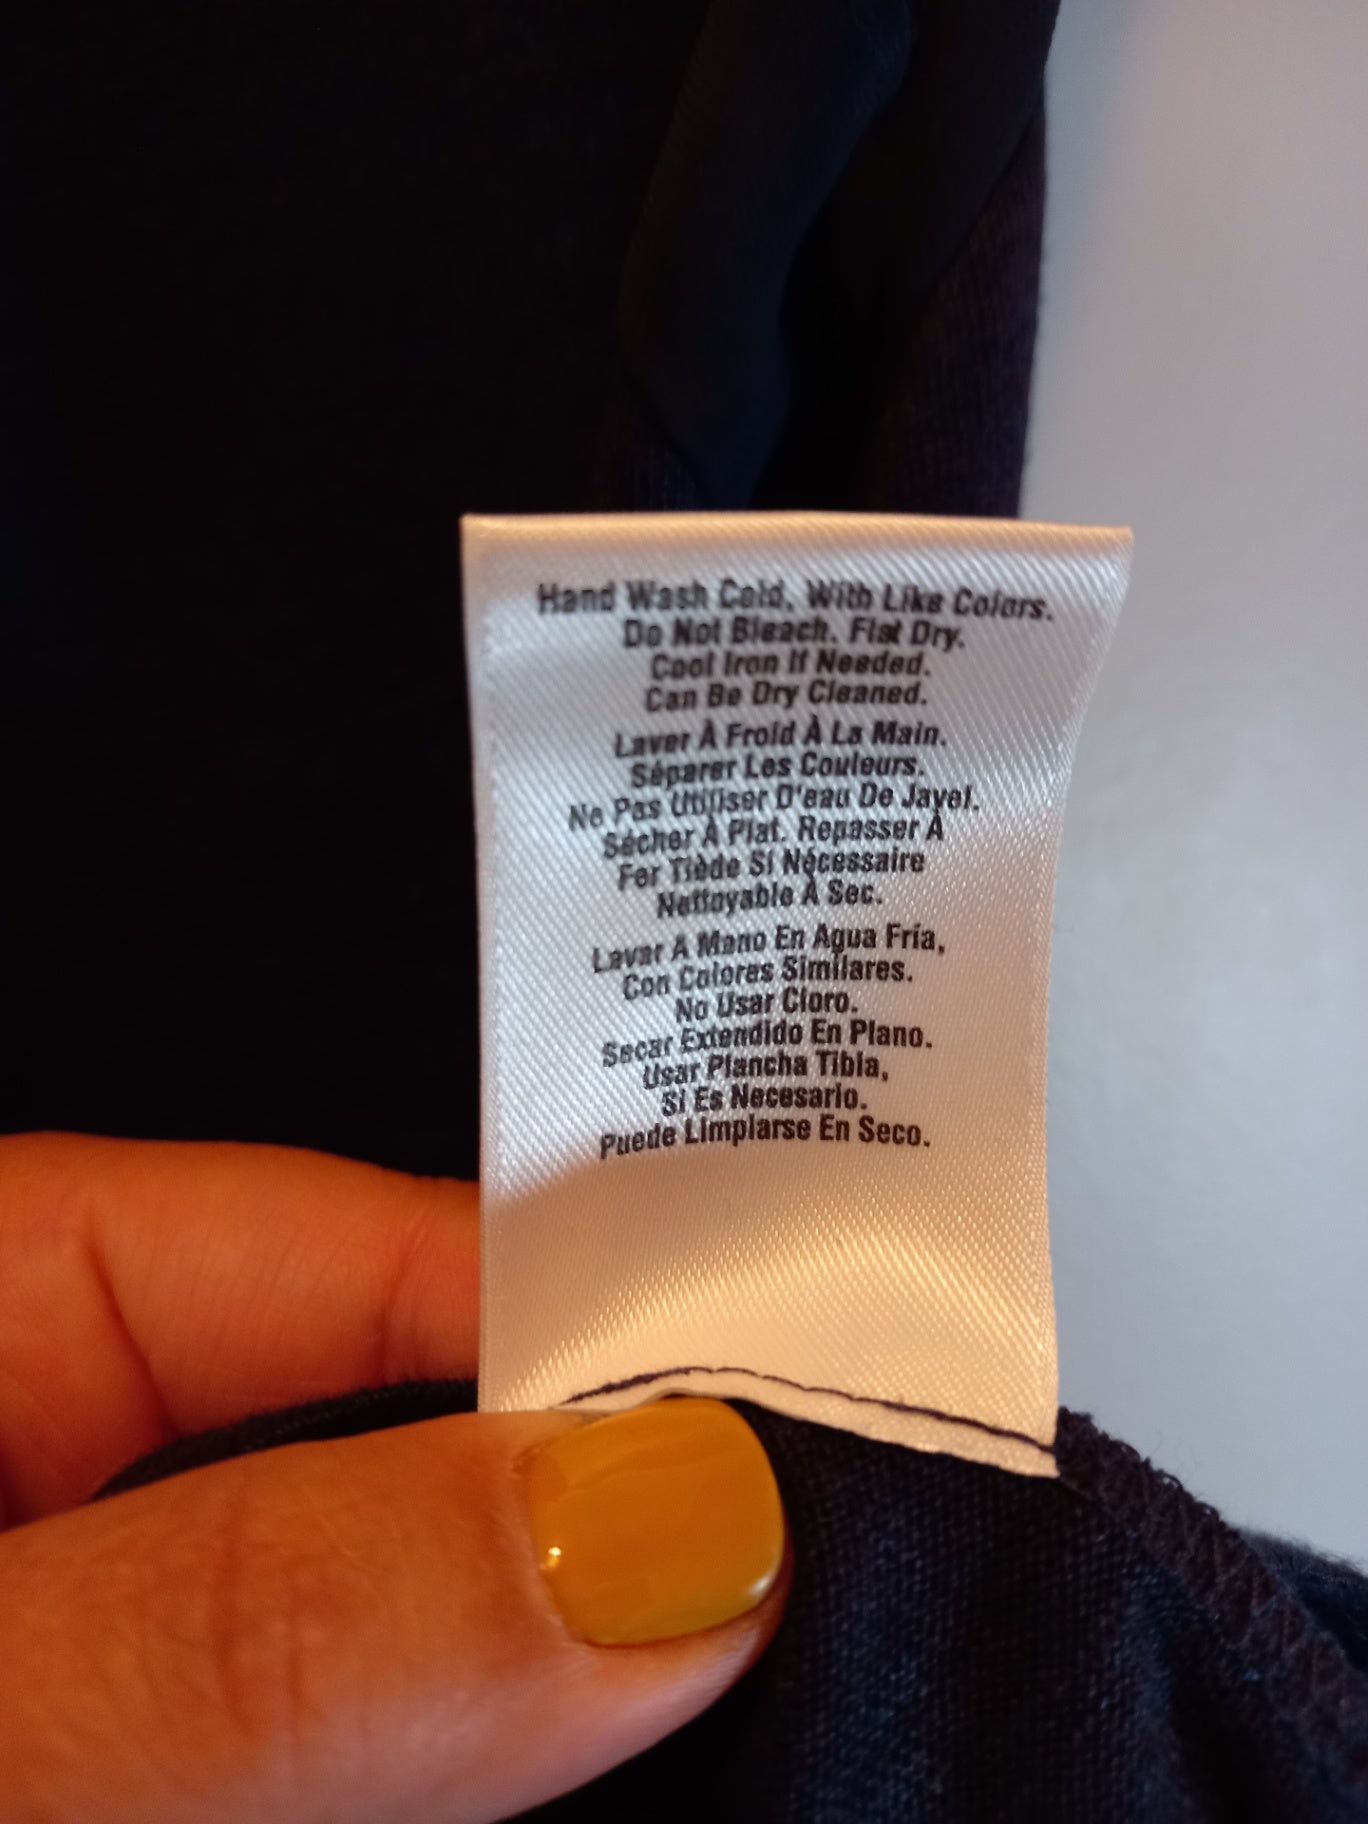 Hand Wash Cold, With Like Colors.
Do Not Bleach. Flat Dry.
Cool Iron If Needed.
Can Be Dry Cleaned.
Laver À Froid À La Main.
Séparer Les Couleurs.
Ne Pas Utiliser D'eau De Javel.
Sécher À Plat. Repasser À
Fer Tiède Si Nécessaire
Nettoyable À Sec.
Lavar A Mano En Agua Fría,
Con Colores Similares.
No Usar Cloro.
Secar Extendido En Plano.
Usar Plancha Tibia,
Si Es Necesario.
Puede Limpiarse En Seco.